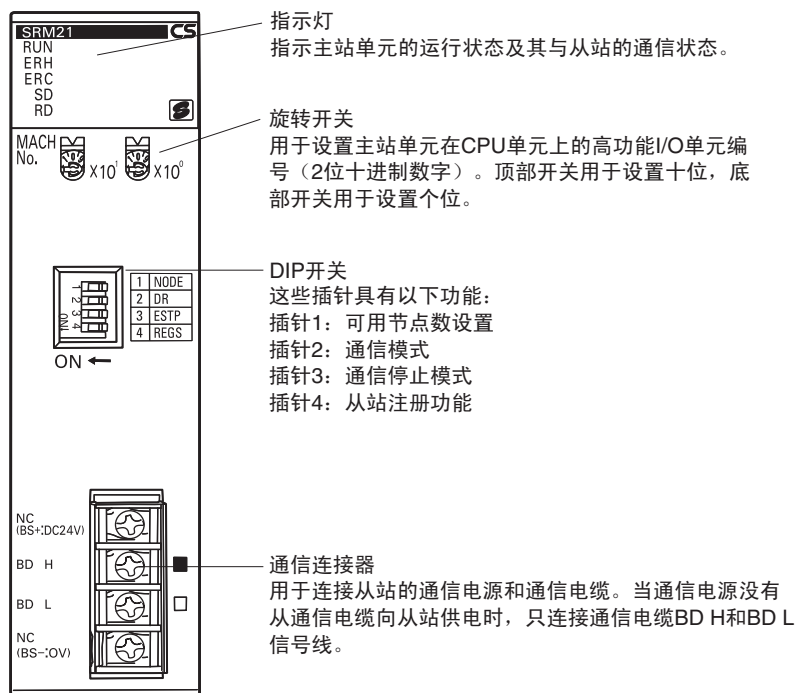 SRM21 CS
RUN
ERH
ERC
SD
RD
指示灯
指示主站单元的运行状态及其与从站的通信状态。
MACH
No.
X10¹ X10⁰
旋转开关
用于设置主站单元在CPU单元上的高功能I/O单元编
号（2位十进制数字）。顶部开关用于设置十位，底
部开关用于设置个位。
1 2 3 4
ON
1 NODE
2 DR
3 ESTP
4 REGS
ON
DIP开关
这些插针具有以下功能：
插针1：可用节点数设置
插针2：通信模式
插针3：通信停止模式
插针4：从站注册功能
NC
(BS+:DC24V)
BD H
BD L
NC
(BS-:0V)
通信连接器
用于连接从站的通信电源和通信电缆。当通信电源没有
从通信电缆向从站供电时，只连接通信电缆BD H和BD L
信号线。